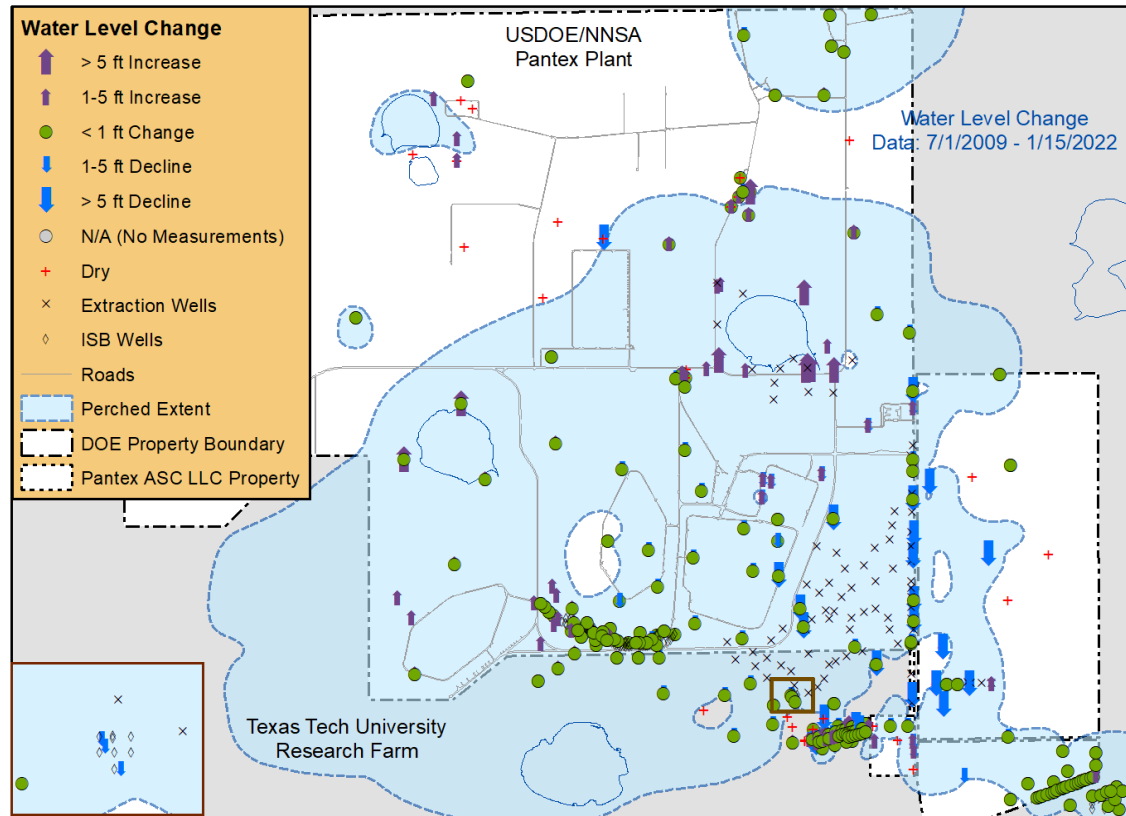 Water Level Change
> 5 ft Increase
1-5 ft Increase
< 1 ft Change
1-5 ft Decline
> 5 ft Decline
N/A (No Measurements)
Dry
Extraction Wells
ISB Wells
Roads
Perched Extent
DOE Property Boundary
Pantex ASC LLC Property
USDOE/NNSA
Pantex Plant
Water Level Change
Data: 7/1/2009 - 1/15/2022
Texas Tech University
Research Farm